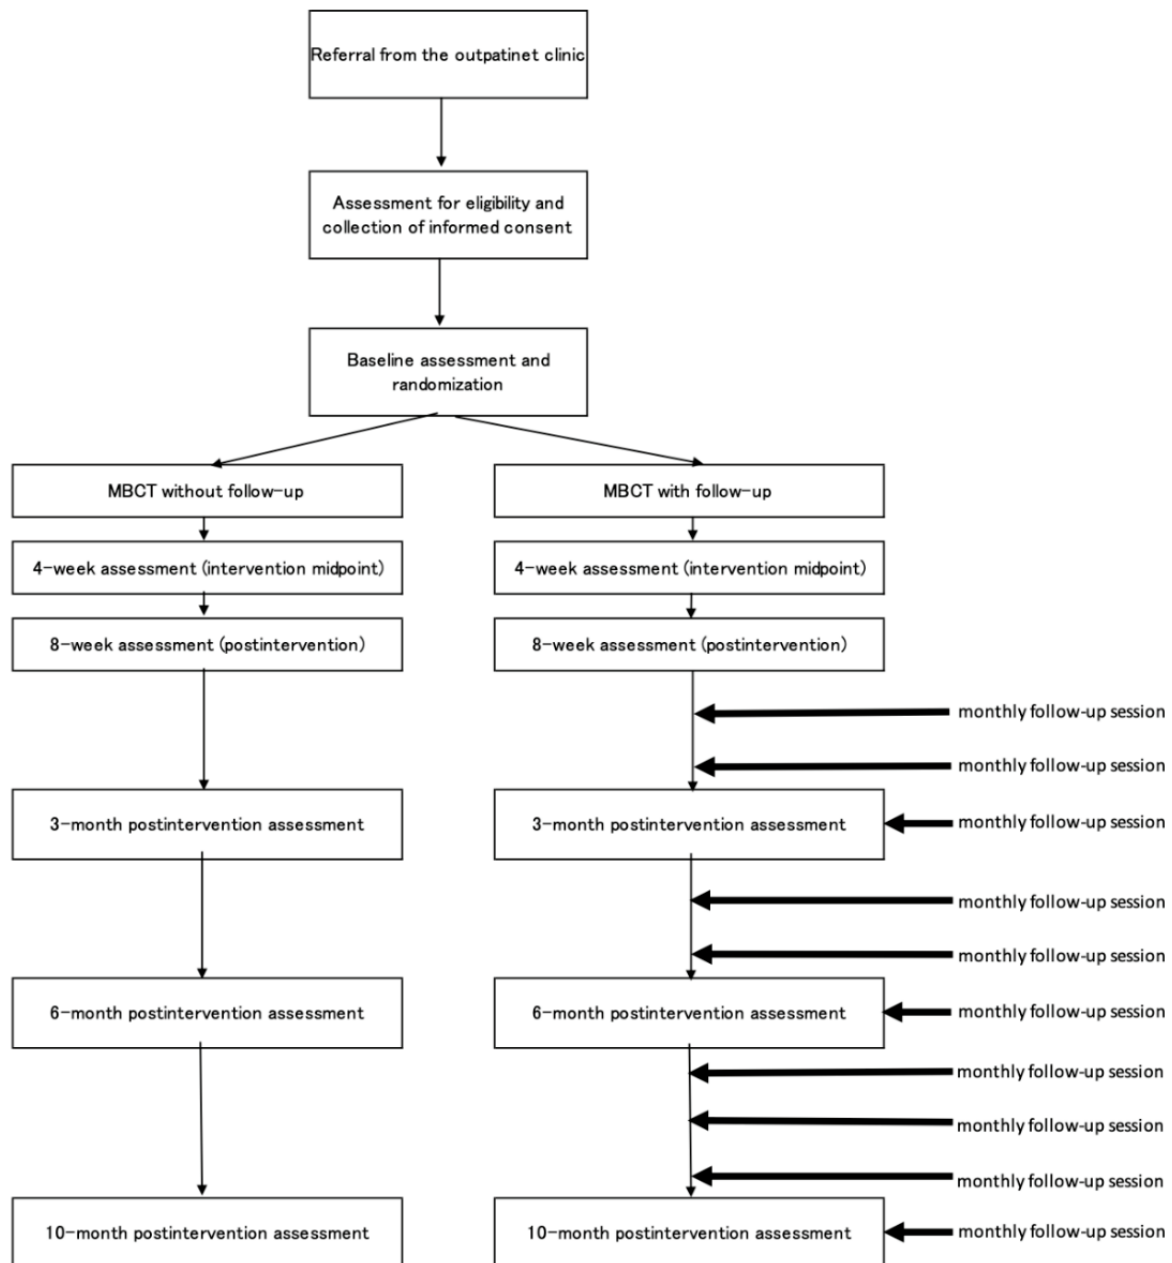 Referral from the outpatinet clinic
Assessment for eligibility and
collection of informed consent
Baseline assessment and
randomization
MBCT without follow-up
MBCT with follow-up
4-week assessment (intervention midpoint)
4-week assessment (intervention midpoint)
8-week assessment (postintervention)
8-week assessment (postintervention)
monthly follow-up session
monthly follow-up session
3-month postintervention assessment
3-month postintervention assessment
monthly follow-up session
monthly follow-up session
monthly follow-up session
6-month postintervention assessment
6-month postintervention assessment
monthly follow-up session
monthly follow-up session
monthly follow-up session
monthly follow-up session
10-month postintervention assessment
10-month postintervention assessment
monthly follow-up session